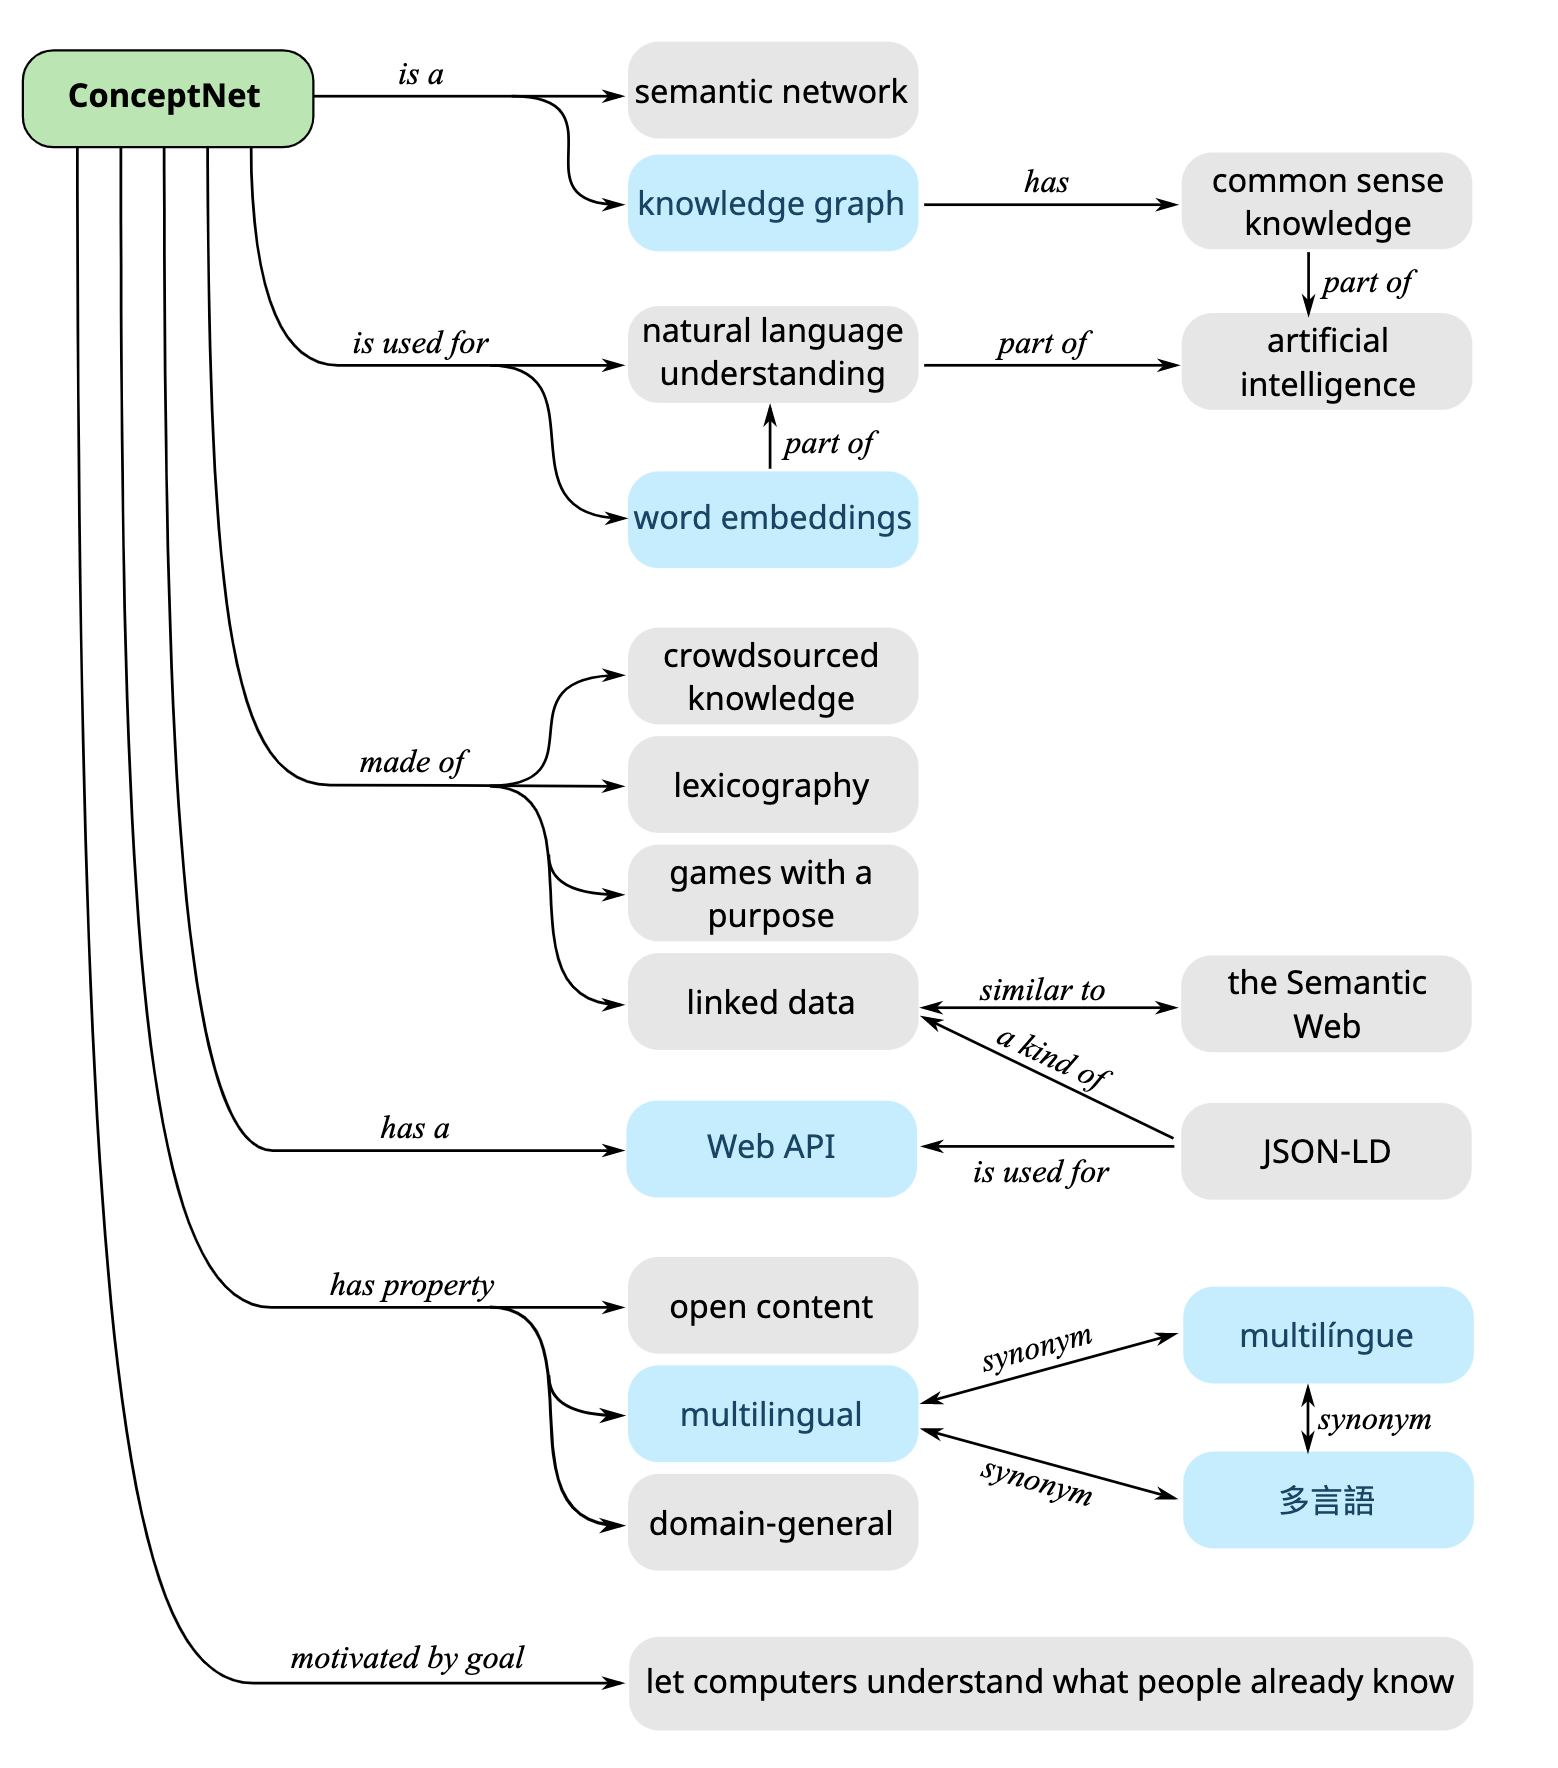 ConceptNet
is a
semantic network
knowledge graph
has
common sense
knowledge
part of
is used for
natural language
understanding
part of
artificial
intelligence
part of
word embeddings
crowdsourced
knowledge
made of
lexicography
games with a
purpose
linked data
similar to
the Semantic
Web
a kind of
has a
Web API
is used for
JSON-LD
has property
open content
multilingual
synonym
multilíngue
synonym
synonym
多言語
domain-general
motivated by goal
let computers understand what people already know